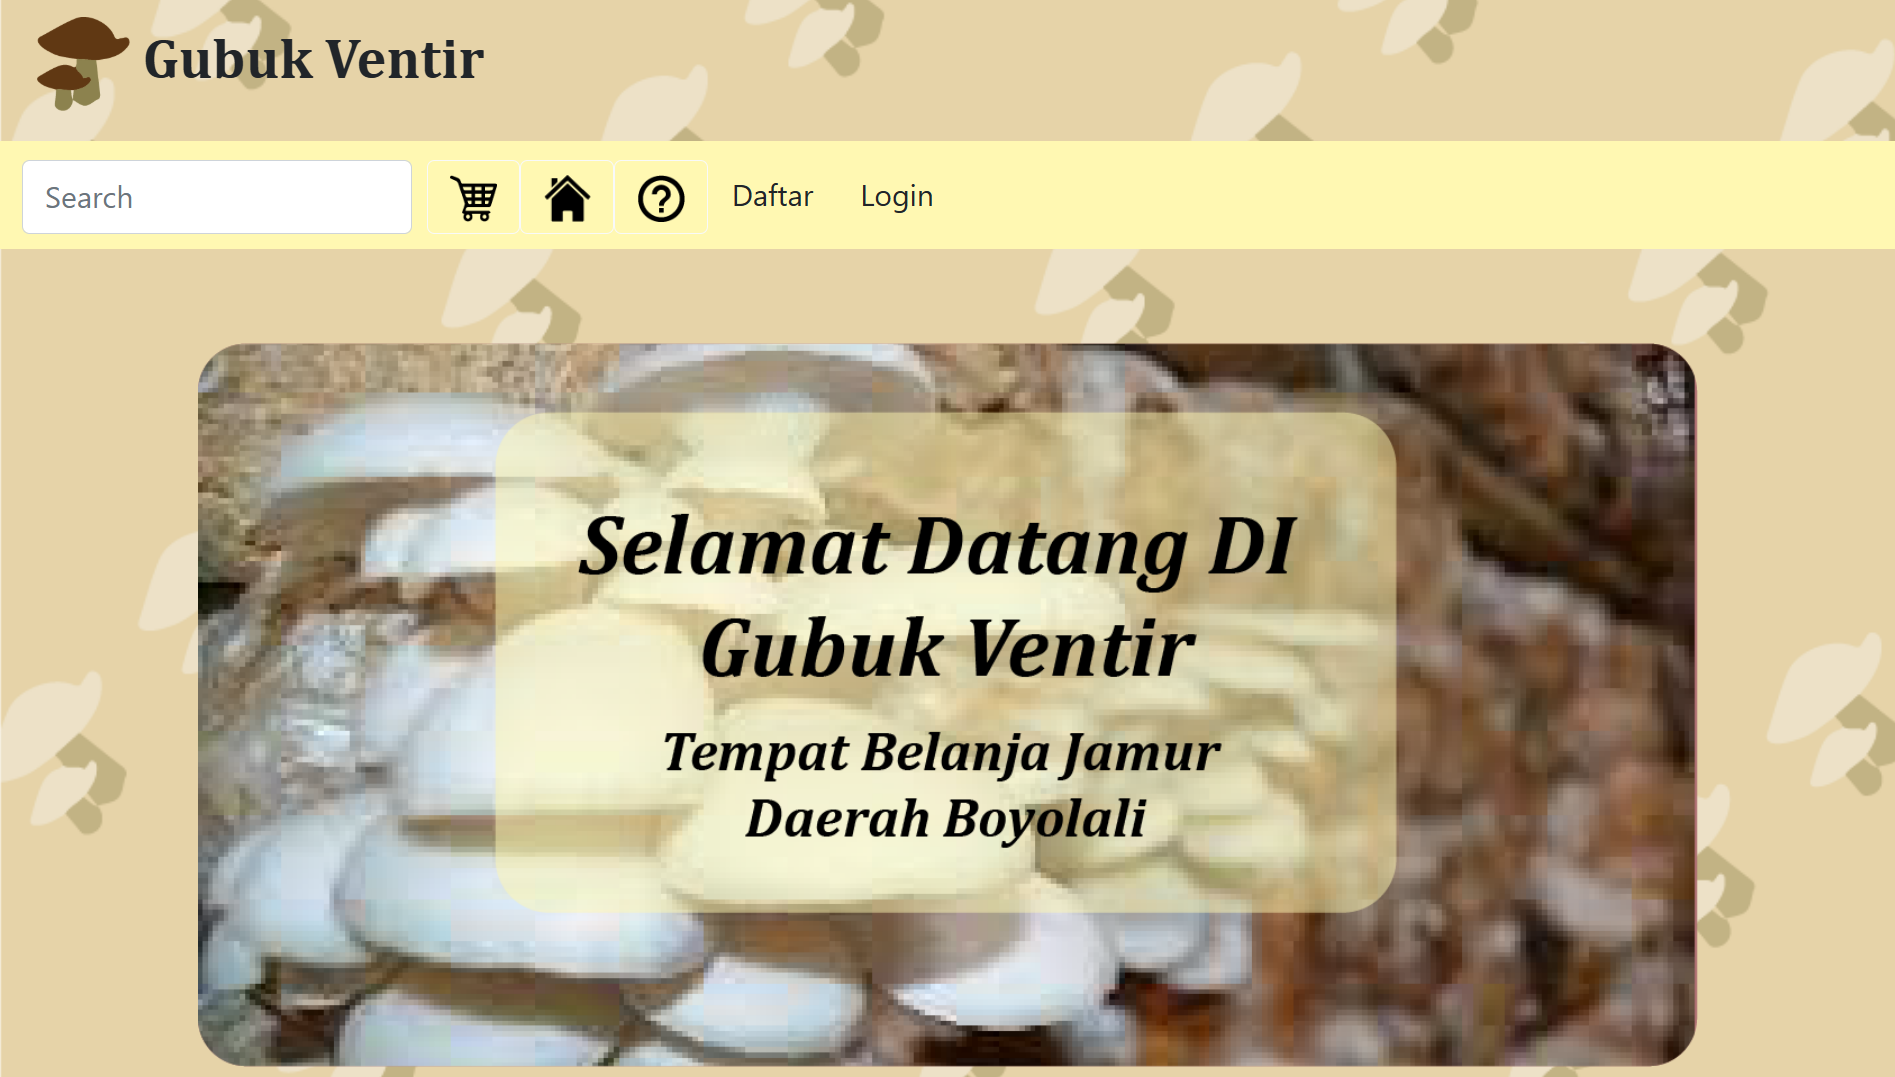 Gubuk Ventir
Search
Daftar
Login
Selamat Datang DI
Gubuk Ventir
Tempat Belanja Jamur
Daerah Boyolali